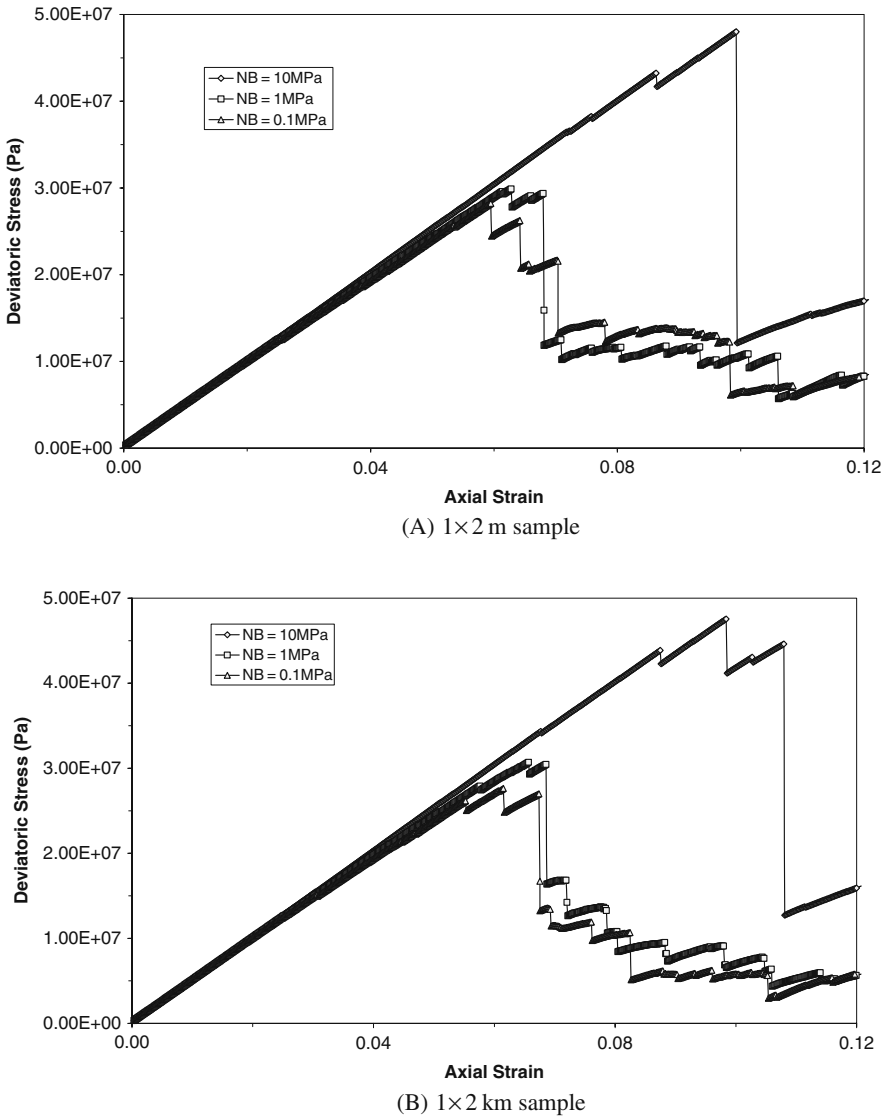 5.00E+07
4.00E+07
3.00E+07
2.00E+07
1.00E+07
0.00E+00
Deviatoric Stress (Pa)
NB = 10MPa
NB = 1MPa
NB = 0.1MPa
0.00
0.04
0.08
0.12
Axial Strain
(A) 1×2 m sample
5.00E+07
4.00E+07
3.00E+07
2.00E+07
1.00E+07
0.00E+00
Deviatoric Stress (Pa)
NB = 10MPa
NB = 1MPa
NB = 0.1MPa
0.00
0.04
0.08
0.12
Axial Strain
(B) 1×2 km sample